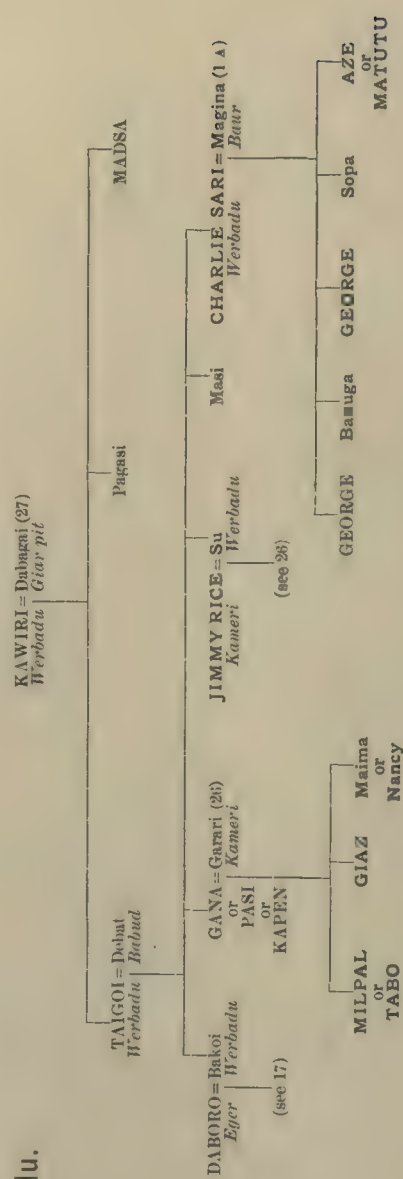 du.
KAWIRI = Dabagai (27)
Werbadu Giar pit
TAIGOI = Debut
Werbadu Babud
Pagasi
MADSA
DABORO = Bakoi
Eger Werbadu
(see 17)
GANA = Garari (26)
or Kameri
PASI
or
KAPEN
JIMMY RICE = Su
Kameri Werbadu
(see 26)
Masi
CHARLIE SARI = Magina (1 A)
Werbadu Baur
MILPAL
or
TABO
GIAZ
Maima
or
Nancy
GEORGE
GEORGE
Sopa
AZE
or
MATUTU